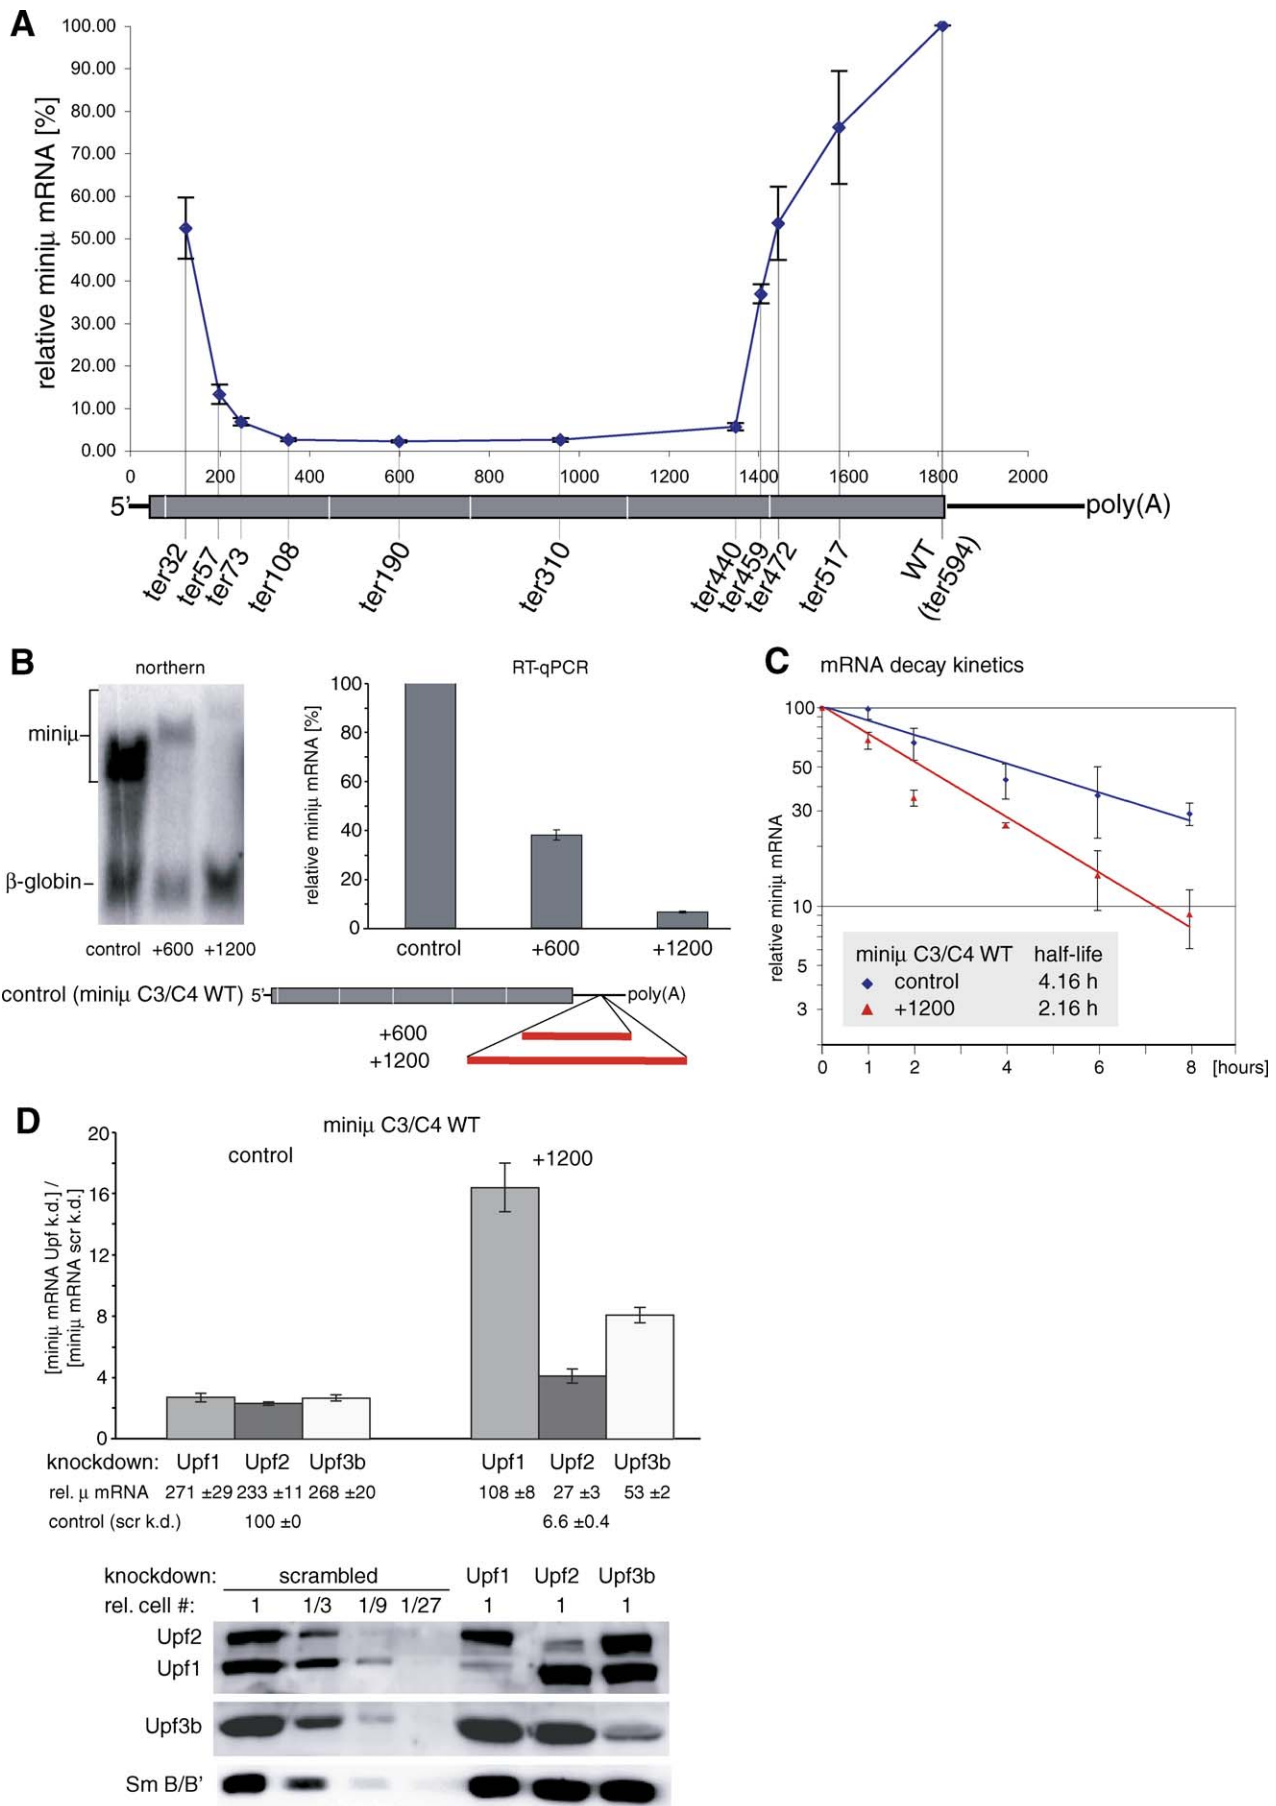 A
relative miniµ mRNA [%]
100.00
90.00
80.00
70.00
60.00
50.00
40.00
30.00
20.00
10.00
0.00
0 200 400 600 800 1000 1200 1400 1600 1800 2000
5' poly(A)
ter32 ter57 ter73 ter108 ter190 ter310 ter440 ter459 ter472 ter517 WT (ter594)
B
northern
miniµ
β-globin
control +600 +1200
RT-qPCR
relative miniµ mRNA [%]
100
80
60
40
20
0
control +600 +1200
control (miniµ C3/C4 WT) 5' poly(A)
+600
+1200
C mRNA decay kinetics
relative miniµ mRNA
100
50
30
10
5
3
miniµ C3/C4 WT half-life
control 4.16 h
+1200 2.16 h
0 1 2 4 6 8 [hours]
D
miniµ C3/C4 WT
control +1200
[miniµ mRNA Upf k.d.] /
[miniµ mRNA scr k.d.]
20
16
12
8
4
0
knockdown: Upf1 Upf2 Upf3b Upf1 Upf2 Upf3b
rel. µ mRNA 271 ±29 233 ±11 268 ±20 108 ±8 27 ±3 53 ±2
control (scr k.d.) 100 ±0 6.6 ±0.4
knockdown: scrambled Upf1 Upf2 Upf3b
rel. cell #: 1 1/3 1/9 1/27 1 1 1
Upf2
Upf1
Upf3b
Sm B/B'